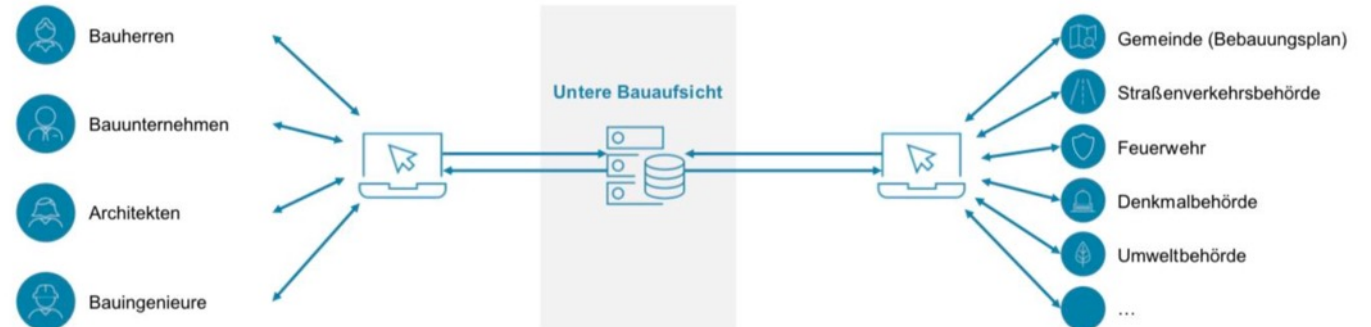 Bauherren
Bauunternehmen
Architekten
Bauingenieure
Untere Bauaufsicht
Gemeinde (Bebauungsplan)
Straßenverkehrsbehörde
Feuerwehr
Denkmalbehörde
Umweltbehörde
…